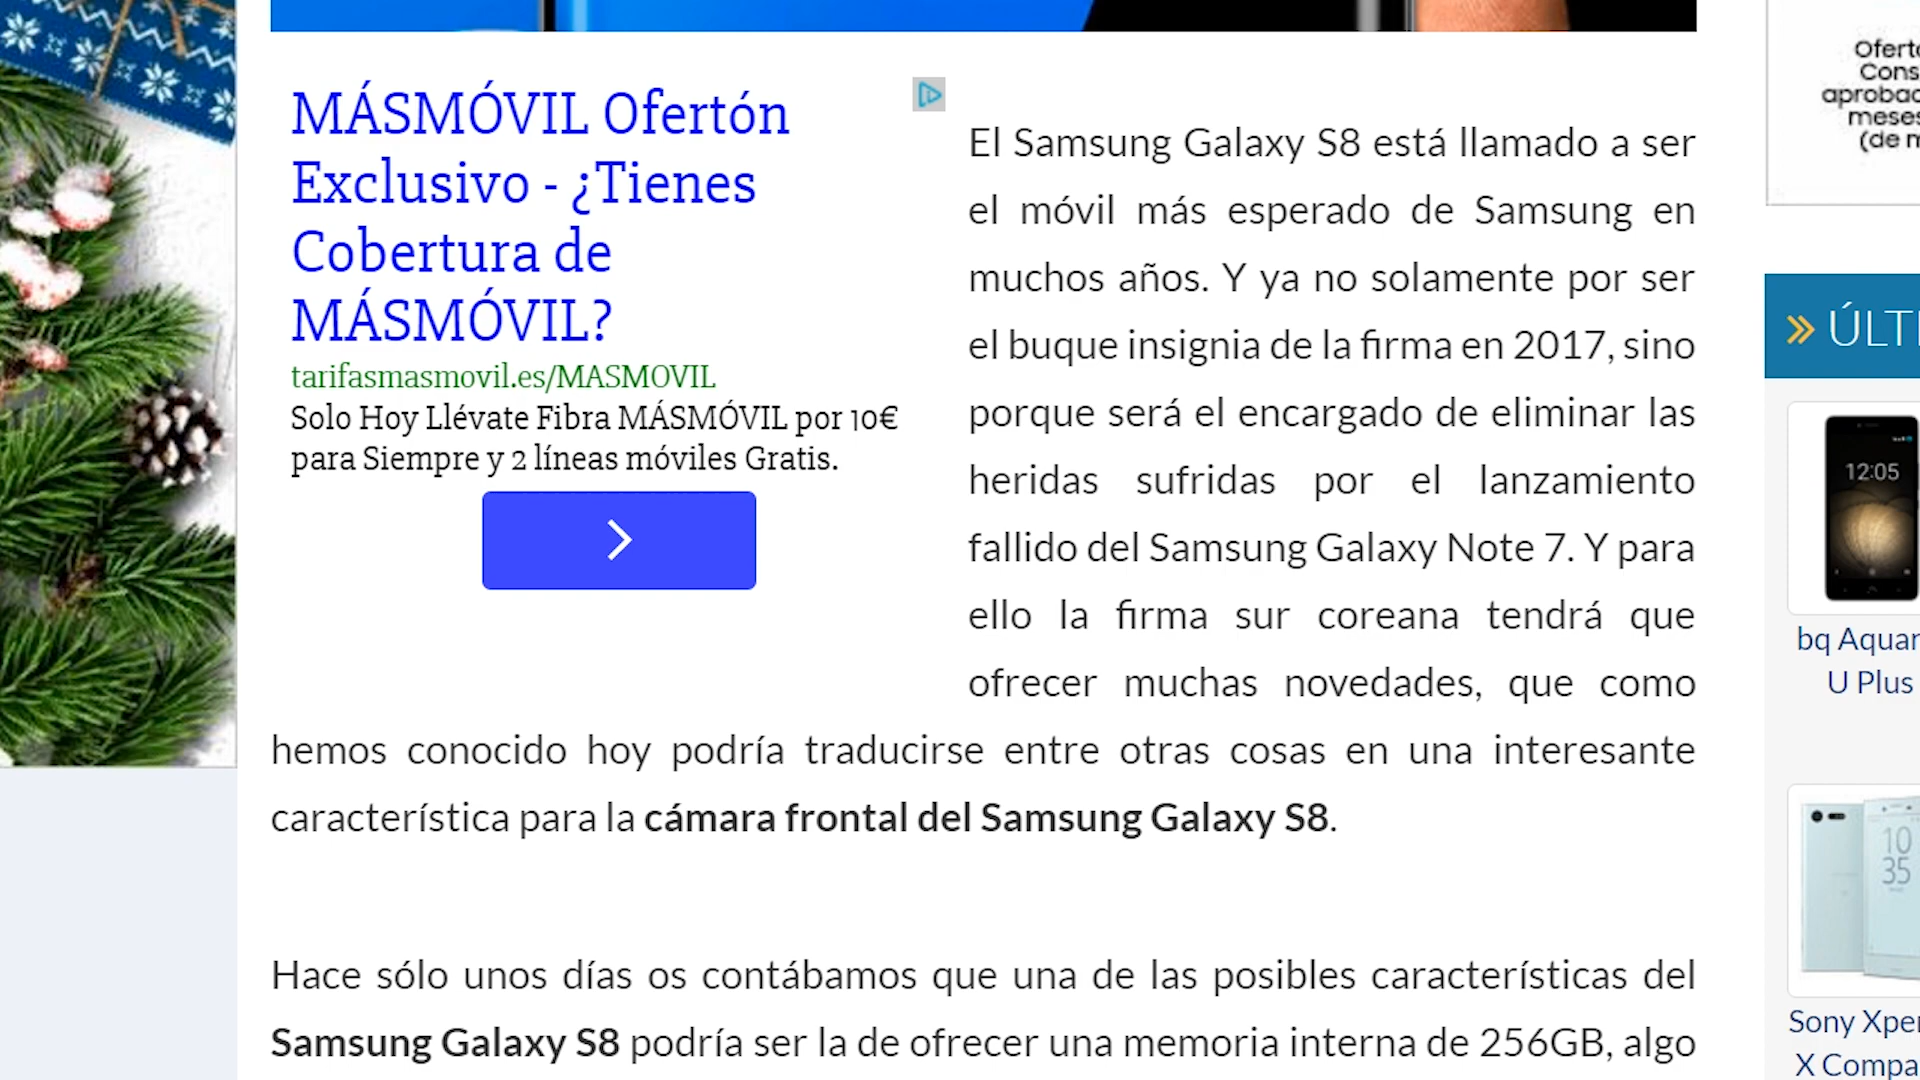 MÁSMÓVIL Ofertón
Exclusivo - ¿Tienes
Cobertura de
MÁSMÓVIL?
tarifasmasmovil.es/MASMOVIL
Solo Hoy Llévate Fibra MÁSMÓVIL por 10€
para Siempre y 2 líneas móviles Gratis.
El Samsung Galaxy S8 está llamado a ser
el móvil más esperado de Samsung en
muchos años. Y ya no solamente por ser
el buque insignia de la firma en 2017, sino
porque será el encargado de eliminar las
heridas sufridas por el lanzamiento
fallido del Samsung Galaxy Note 7. Y para
ello la firma sur coreana tendrá que
ofrecer muchas novedades, que como
hemos conocido hoy podría traducirse entre otras cosas en una interesante
característica para la cámara frontal del Samsung Galaxy S8.
Hace sólo unos días os contábamos que una de las posibles características del
Samsung Galaxy S8 podría ser la de ofrecer una memoria interna de 256GB, algo
(de
12:05
bq
U Plus
10
35
Sony
X